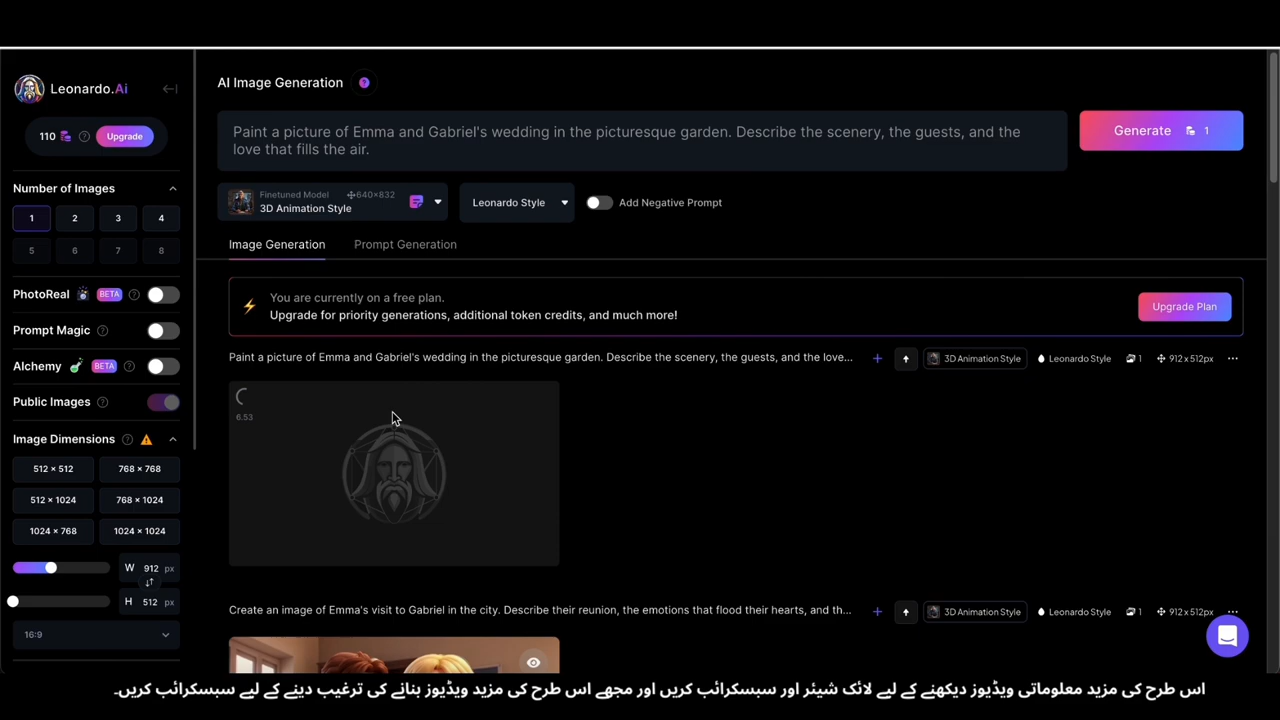 Leonardo.Ai
AI Image Generation ?
110 ? Upgrade
Paint a picture of Emma and Gabriel's wedding in the picturesque garden. Describe the scenery, the guests, and the
love that fills the air.
Generate 1
Number of Images
1 2 3 4
5 6 7 8
Finetuned Model 640×832
3D Animation Style
Leonardo Style
Add Negative Prompt
Image Generation Prompt Generation
PhotoReal BETA ?
Prompt Magic ?
Alchemy BETA ?
Public Images ?
Image Dimensions ?
512 × 512 768 × 768
512 × 1024 768 × 1024
1024 × 768 1024 × 1024
W 912 px
H 512 px
16:9
You are currently on a free plan.
Upgrade for priority generations, additional token credits, and much more!
Upgrade Plan
Paint a picture of Emma and Gabriel's wedding in the picturesque garden. Describe the scenery, the guests, and the love... + 3D Animation Style Leonardo Style 1 912 x 512px ...
6.53
Create an image of Emma's visit to Gabriel in the city. Describe their reunion, the emotions that flood their hearts, and th... + 3D Animation Style Leonardo Style 1 912 x 512px ...
اس طرح کی مزید معلوماتی ویڈیوز دیکھنے کے لیے لائک شیئر اور سبسکرائب کریں اور مجھے اس طرح کی مزید ویڈیوز بنانے کی ترغیب دینے کے لیے سبسکرائب کریں۔